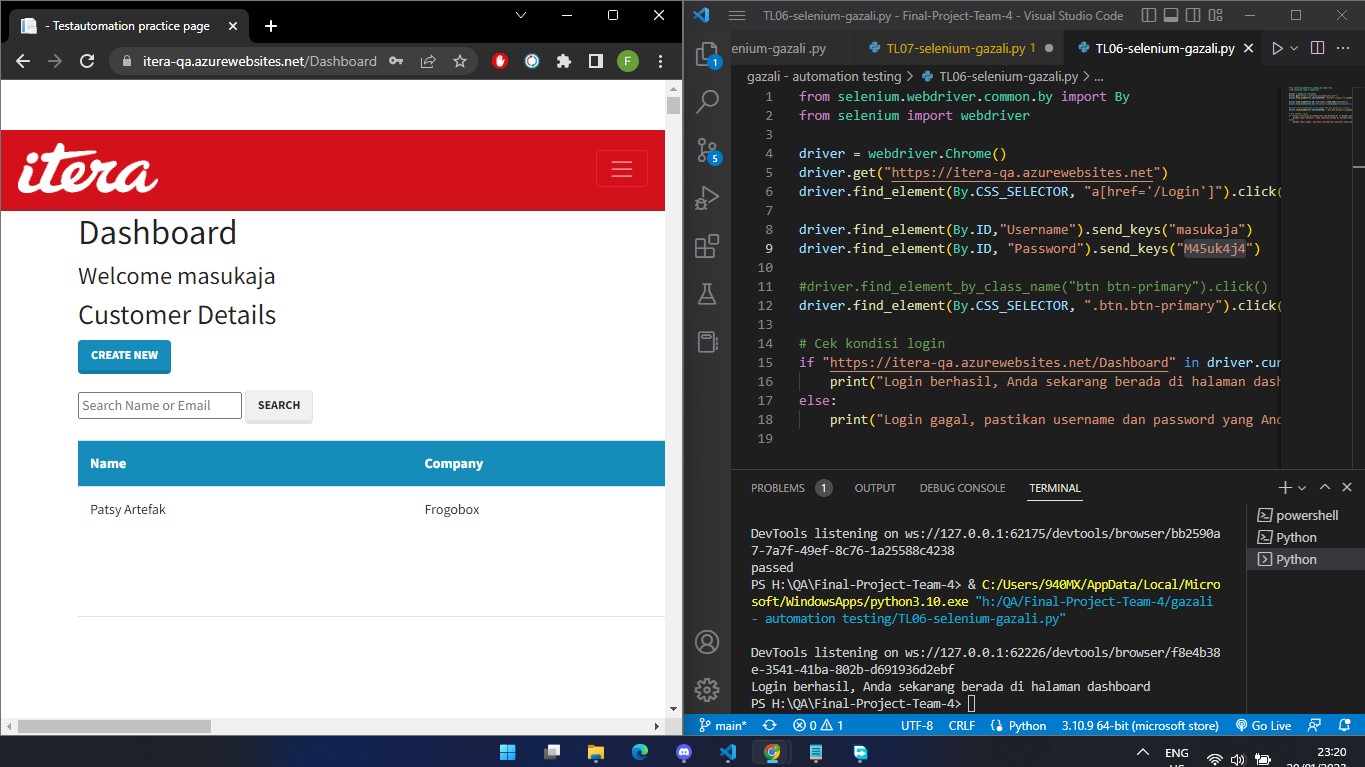 - Testautomation practice page
itera-qa.azurewebsites.net/Dashboard
F
itera
Dashboard
Welcome masukaja
Customer Details
CREATE NEW
Search Name or Email
SEARCH
Name Company
Patsy Artefak Frogobox
TL06-selenium-gazali.py - Final-Project-Team-4 - Visual Studio Code
enium-gazali .py
TL07-selenium-gazali.py 1
TL06-selenium-gazali.py
gazali - automation testing > TL06-selenium-gazali.py > ...
1
5
1 from selenium.webdriver.common.by import By
2 from selenium import webdriver
3
4 driver = webdriver.Chrome()
5 driver.get("https://itera-qa.azurewebsites.net")
6 driver.find_element(By.CSS_SELECTOR, "a[href='/Login']").click(
7
8 driver.find_element(By.ID,"Username").send_keys("masukaja")
9 driver.find_element(By.ID, "Password").send_keys("M45uk4j4")
10
11 #driver.find_element_by_class_name("btn btn-primary").click()
12 driver.find_element(By.CSS_SELECTOR, ".btn.btn-primary").click(
13
14 # Cek kondisi login
15 if "https://itera-qa.azurewebsites.net/Dashboard" in driver.cur
16 print("Login berhasil, Anda sekarang berada di halaman dash
17 else:
18 print("Login gagal, pastikan username dan password yang And
19
PROBLEMS 1 OUTPUT DEBUG CONSOLE TERMINAL
DevTools listening on ws://127.0.0.1:62175/devtools/browser/bb2590a
7-7a7f-49ef-8c76-1a25588c4238
passed
PS H:\QA\Final-Project-Team-4> & C:/Users/940MX/AppData/Local/Micro
soft/WindowsApps/python3.10.exe "h:/QA/Final-Project-Team-4/gazali
- automation testing/TL06-selenium-gazali.py"
DevTools listening on ws://127.0.0.1:62226/devtools/browser/f8e4b38
e-3541-41ba-802b-d691936d2ebf
Login berhasil, Anda sekarang berada di halaman dashboard
PS H:\QA\Final-Project-Team-4>
powershell
Python
Python
main* 0 1 UTF-8 CRLF Python 3.10.9 64-bit (microsoft store) Go Live
ENG 23:20